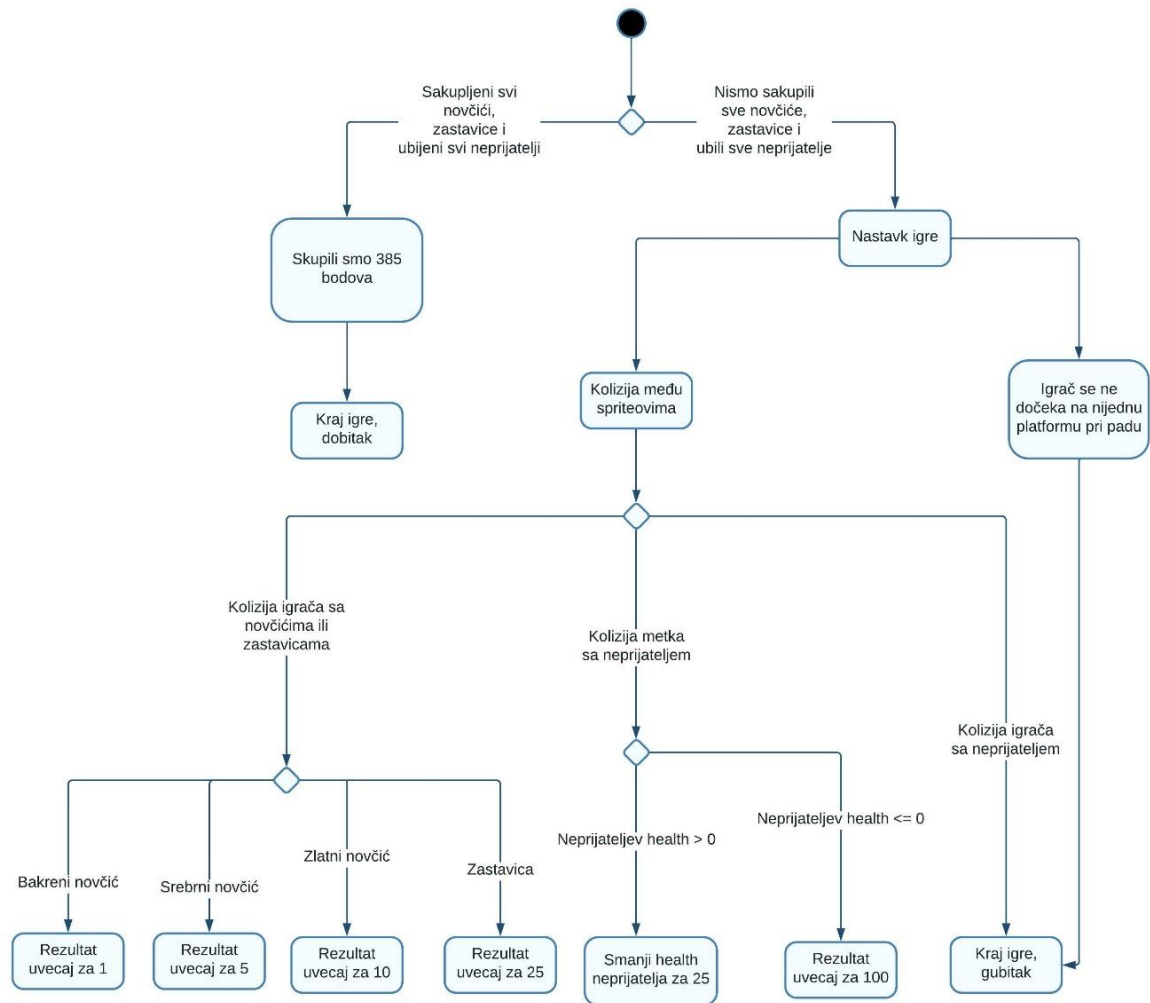 Sakupljeni svi
novčići,
zastavice i
ubijeni svi neprijatelji
Nismo sakupili
sve novčiće,
zastavice i
ubili sve neprijatelje
Skupili smo 385
bodova
Nastavk igre
Kraj igre,
dobitak
Kolizija među
spriteovima
Igrač se ne
dočeka na nijednu
platformu pri padu
Kolizija igrača sa
novčićima ili
zastavicama
Kolizija metka
sa neprijateljem
Kolizija igrača
sa neprijateljem
Bakreni novčić
Srebrni novčić
Zlatni novčić
Zastavica
Neprijateljev health > 0
Neprijateljev health <= 0
Rezultat
uvecaj za 1
Rezultat
uvecaj za 5
Rezultat
uvecaj za 10
Rezultat
uvecaj za 25
Smanji health
neprijatelja za 25
Rezultat
uvecaj za 100
Kraj igre,
gubitak